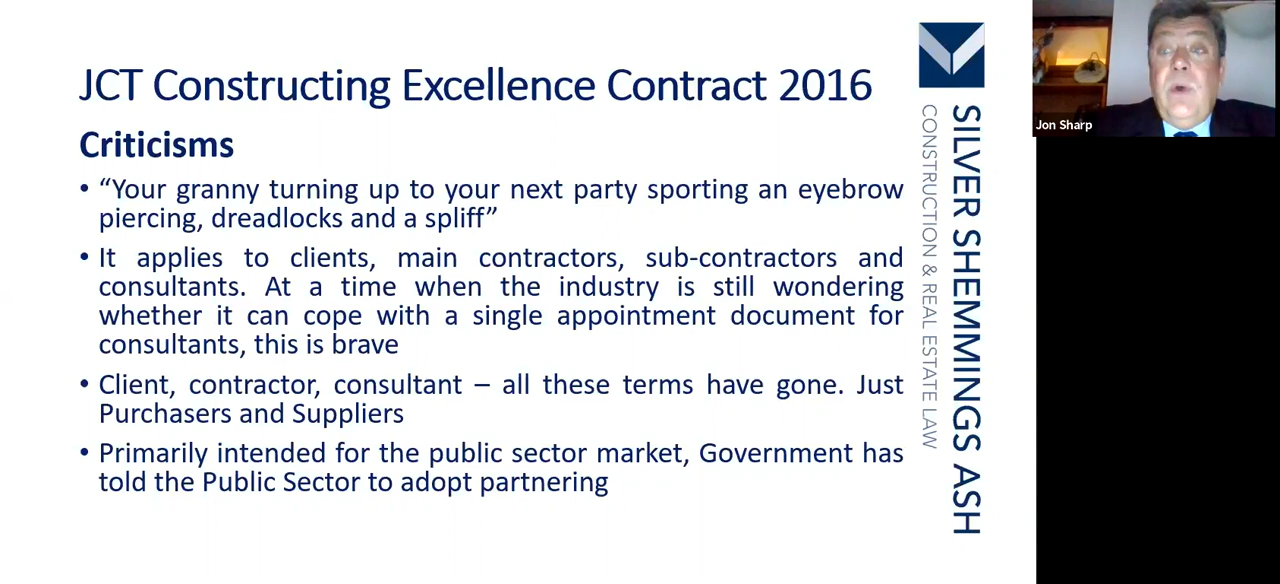 JCT Constructing Excellence Contract 2016
Criticisms
• “Your granny turning up to your next party sporting an eyebrow
piercing, dreadlocks and a spliff”
• It applies to clients, main contractors, sub-contractors and
consultants. At a time when the industry is still wondering
whether it can cope with a single appointment document for
consultants, this is brave
• Client, contractor, consultant – all these terms have gone. Just
Purchasers and Suppliers
• Primarily intended for the public sector market, Government has
told the Public Sector to adopt partnering
SILVER SHEMMINGS ASH
CONSTRUCTION & REAL ESTATE LAW
Jon Sharp